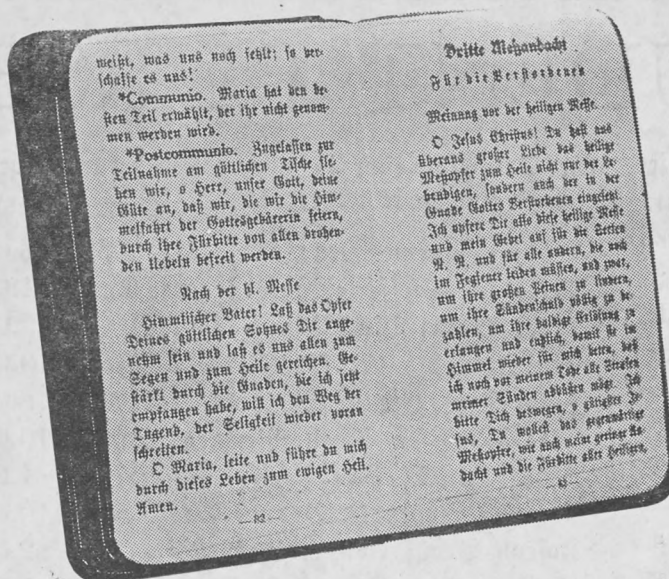 weißt, was uns noch fehlt; so ver-
schaffe es uns!
*Communio. Maria hat den be-
sten Teil erwählt, der ihr nicht genom-
men werden wird.
*Postcommunio. Zugelassen zur
Teilnahme am göttlichen Tische fle-
hen wir, o Herr, unser Gott, deine
Güte an, daß wir, die wir die Him-
melfahrt der Gottesgebärerin feiern,
durch ihre Fürbitte von allen drohen-
den Uebeln befreit werden.
Nach der hl. Messe
Himmlischer Vater! Laß das Opfer
Deines göttlichen Sohnes Dir ange-
nehm sein und laß es uns allen zum
Segen und zum Heile gereichen. Ge-
stärkt durch die Gnaden, die ich jetzt
empfangen habe, will ich den Weg der
Tugend, der Seligkeit wieder voran
schreiten.
O Maria, leite und führe du mich
durch dieses Leben zum ewigen Heil.
Amen.
— 82 —
Dritte Meßandacht
Für die Verstorbenen
Meinung vor der heiligen Messe.
O Jesus Christus! Du hast aus
überaus großer Liebe das heilige
Meßopfer zum Heile nicht nur der Le-
bendigen, sondern auch der in der
Gnade Gottes Verstorbenen eingesetzt.
Ich opfere Dir also diese heilige Messe
und mein Gebet auf für die Seelen
N. N. und für alle andern, die noch
im Fegfeuer leiden müssen, und zwar,
um ihre großen Peinen zu lindern,
um ihre Sündenschuld völlig zu be-
zahlen, um ihre baldige Erlösung zu
erlangen und endlich, damit sie im
Himmel wieder für mich beten, daß
ich noch vor meinem Tode alle Strafen
meiner Sünden abbüßen möge. Ich
bitte Dich deswegen, o gütigster Je-
sus, Du wollest das gegenwärtige
Meßopfer, wie auch meine geringe An-
dacht und die Fürbitte aller Heiligen,